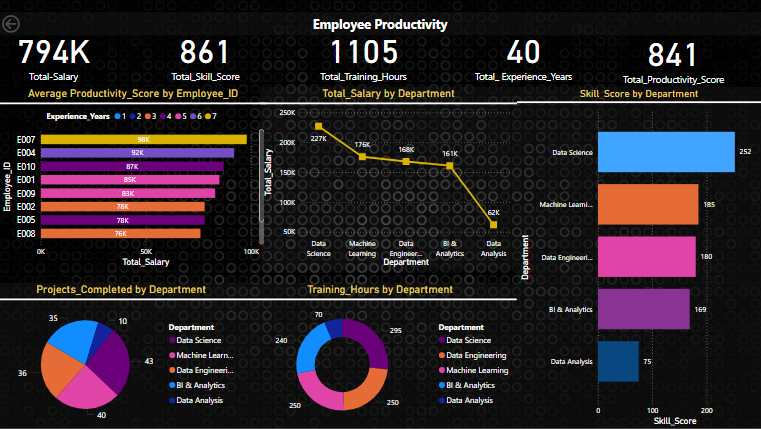 Employee Productivity
794K
Total-Salary
861
Total_Skill_Score
1105
Total_Training_Hours
40
Total_ Experience_Years
841
Total_Productivity_Score
Average Productivity_Score by Employee_ID
Experience_Years 1 2 3 4 5 6 7
Employee_ID
E007 98K
E004 92K
E010 87K
E001 85K
E009 83K
E002 78K
E005 78K
E008 76K
0K 50K 100K
Total_Salary
Total_Salary by Department
Total_Salary
250K
200K
150K
100K
50K
227K
176K
168K
161K
62K
Data Science
Machine Learning
Data Engineer...
BI & Analytics
Data Analysis
Department
Skill_Score by Department
Department
Data Science 252
Machine Learni... 185
Data Engineeri... 180
BI & Analytics 169
Data Analysis 75
0 100 200
Skill_Score
Projects_Completed by Department
35
10
43
40
36
Department
Data Science
Machine Learn...
Data Engineeri...
BI & Analytics
Data Analysis
Training_Hours by Department
70
295
250
250
240
Department
Data Science
Data Engineering
Machine Learning
BI & Analytics
Data Analysis